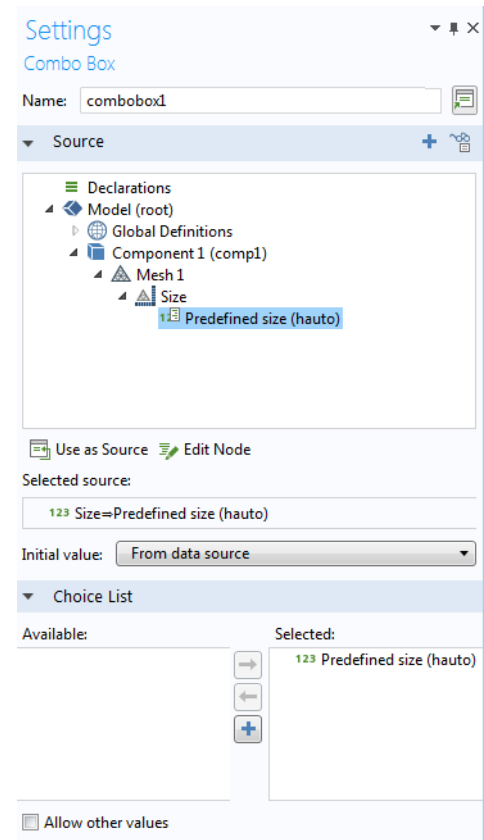 Settings
Combo Box
Name: combobox1
Source
Declarations
Model (root)
Global Definitions
Component 1 (comp1)
Mesh 1
Size
Predefined size (hauto)
Use as Source Edit Node
Selected source:
123 Size⇒Predefined size (hauto)
Initial value: From data source
Choice List
Available: Selected:
123 Predefined size (hauto)
Allow other values